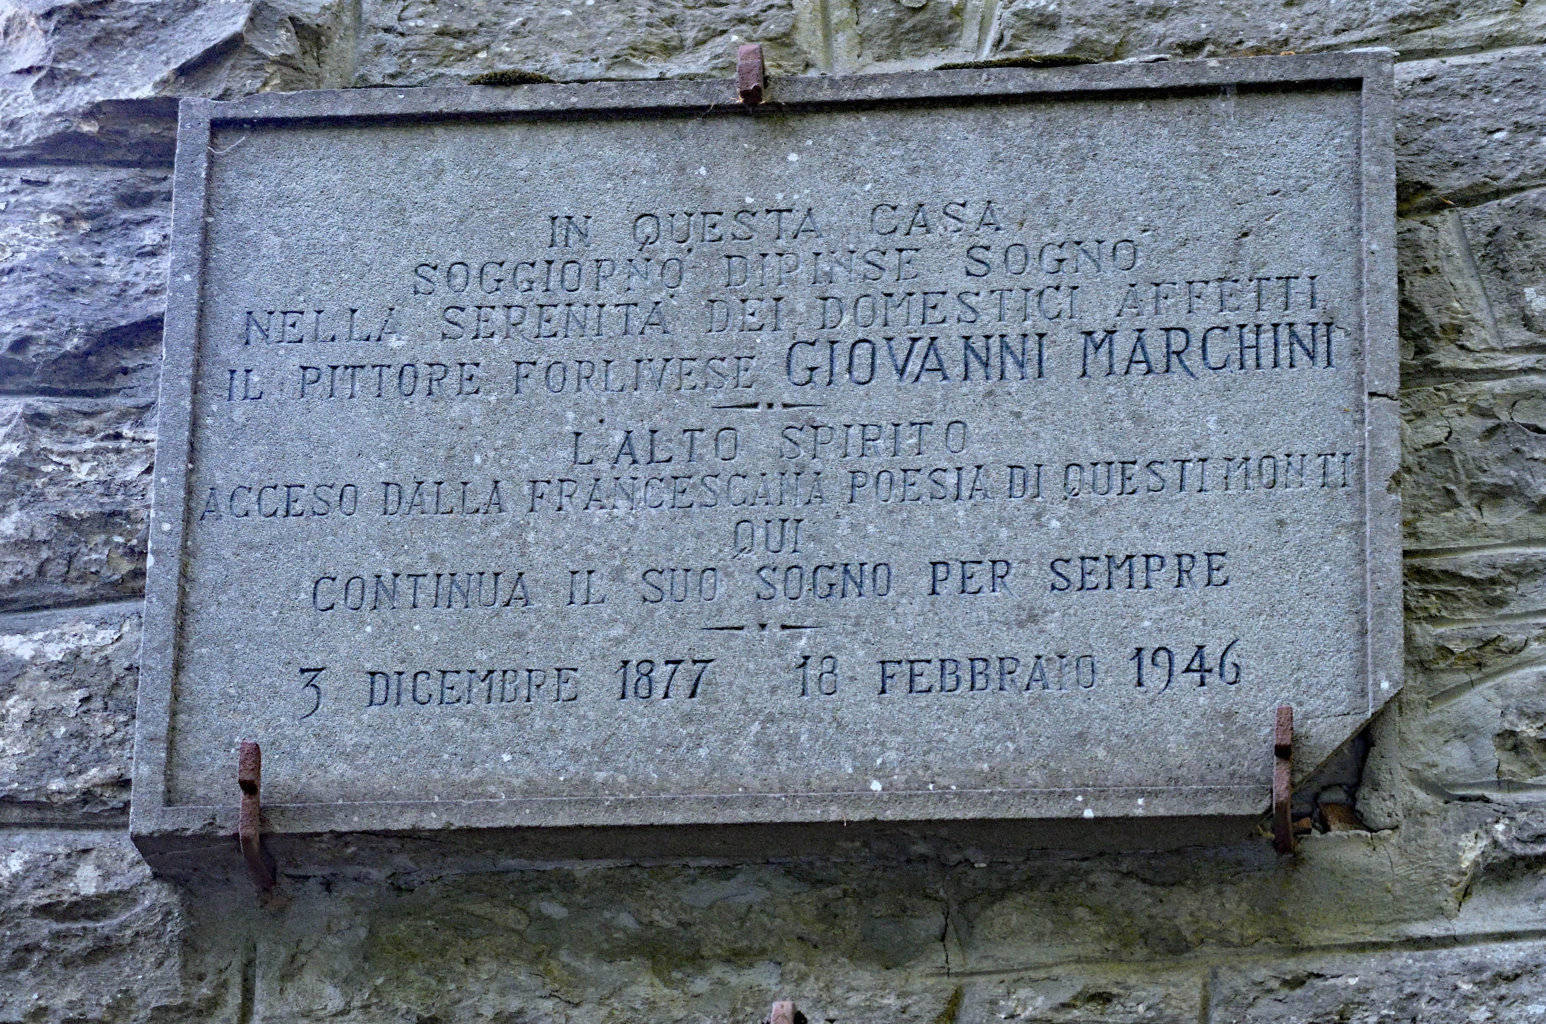 IN QUESTA CASA
SOGGIORNÒ DIPINSE SOGNO
NELLA SERENITÀ DEI DOMESTICI AFFETTI
IL PITTORE FORLIVESE GIOVANNI MARCHINI
L'ALTO SPIRITO
ACCESO DALLA FRANCESCANA POESIA DI QUESTI MONTI
QUI
CONTINUA IL SUO SOGNO PER SEMPRE
3 DICEMBRE 1877 - 18 FEBBRAIO 1946